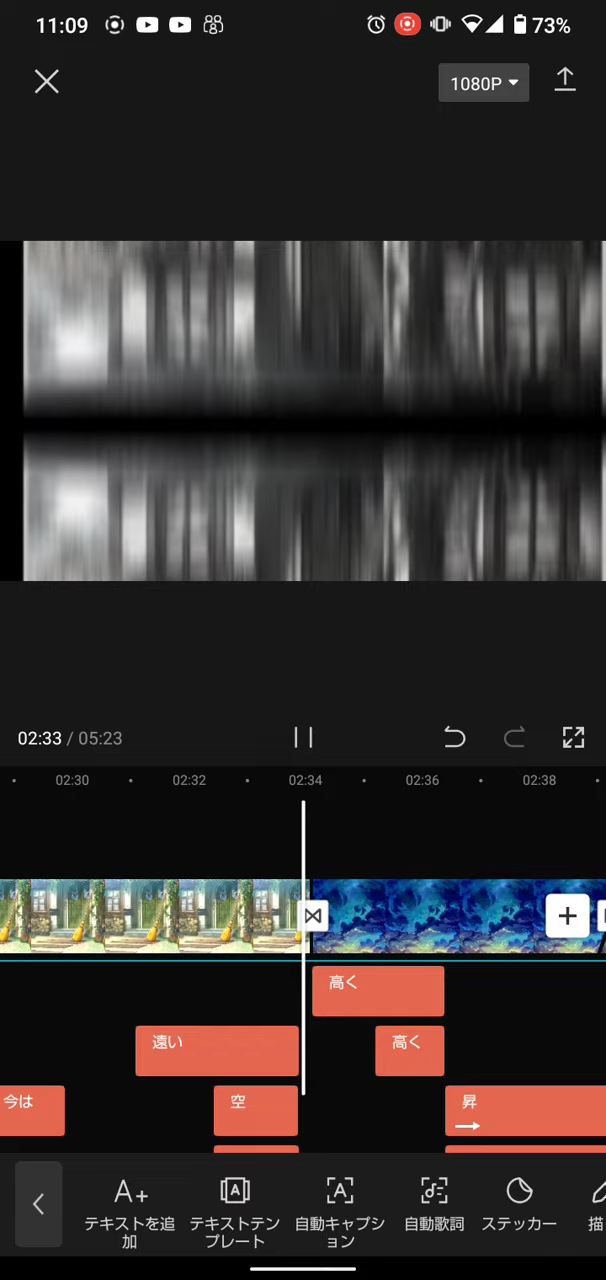 11:09
73%
1080P
02:33 / 05:23
02:30 02:32 02:34 02:36 02:38
高く
遠い
高く
今は
空
昇
A+
A
A
テキストを追加
テキストテンプレート
自動キャプション
自動歌詞
ステッカー
描